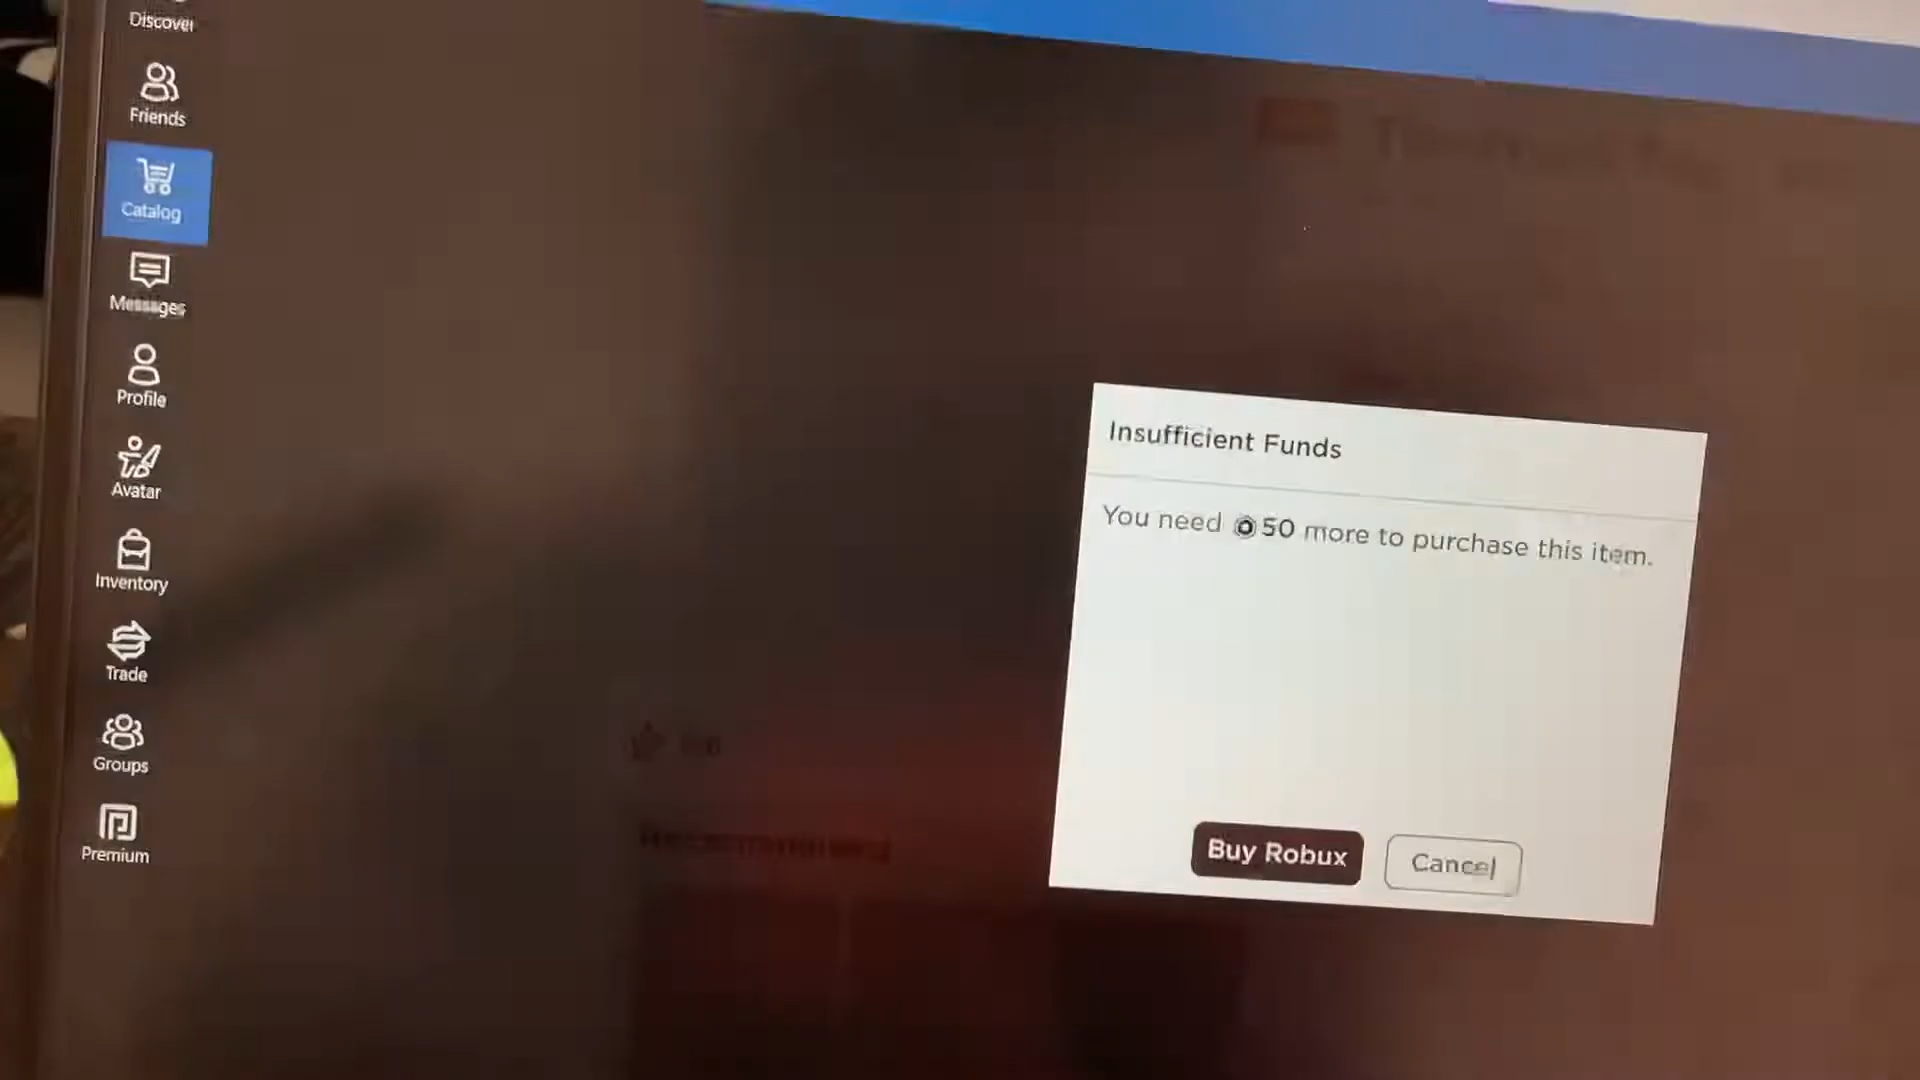 Discover
Friends
Catalog
Messages
Profile
Avatar
Inventory
Trade
Groups
Premium
Insufficient Funds
You need 50 more to purchase this item.
Buy Robux
Cancel